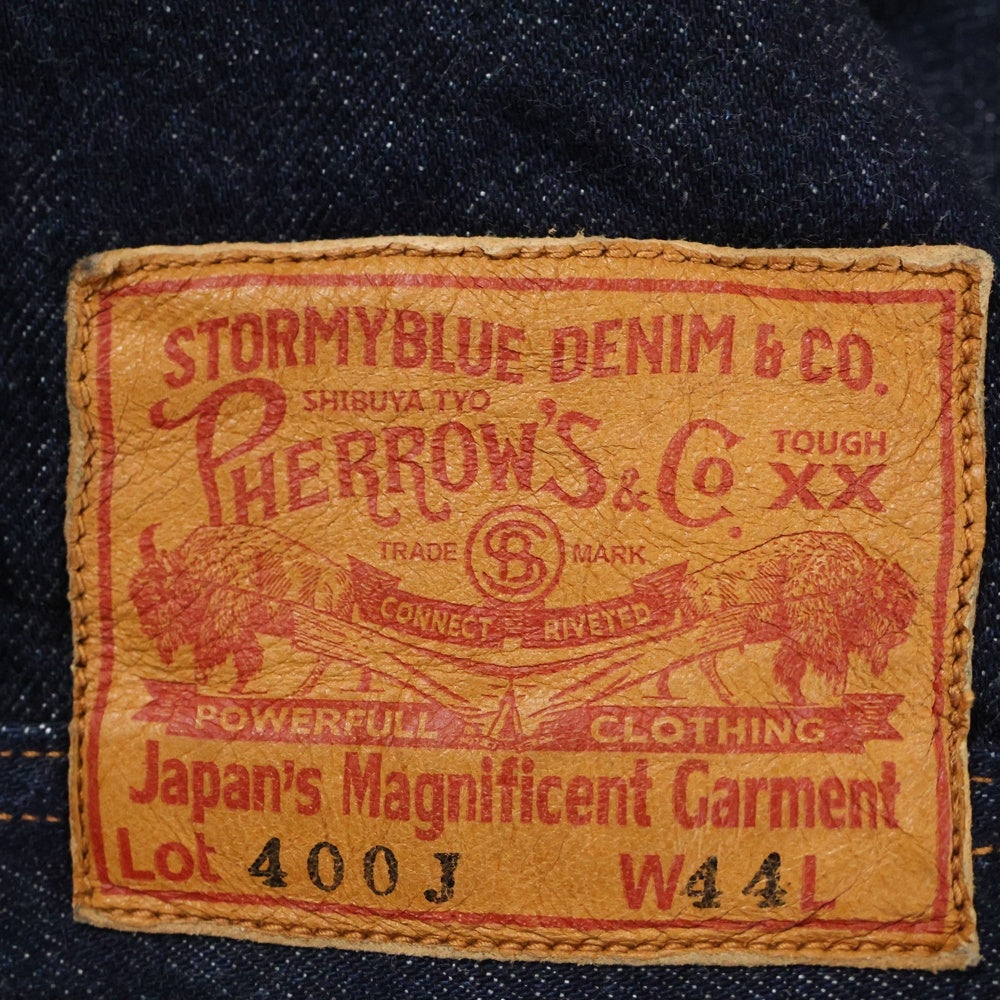 STORMYBLUE DENIM & CO.
SHIBUYA TYO
PHERROW'S & Co.
TOUGH
XX
TRADE SB MARK
CONNECT RIVETED
POWERFULL CLOTHING
Japan's Magnificent Garment
Lot 400J W44L